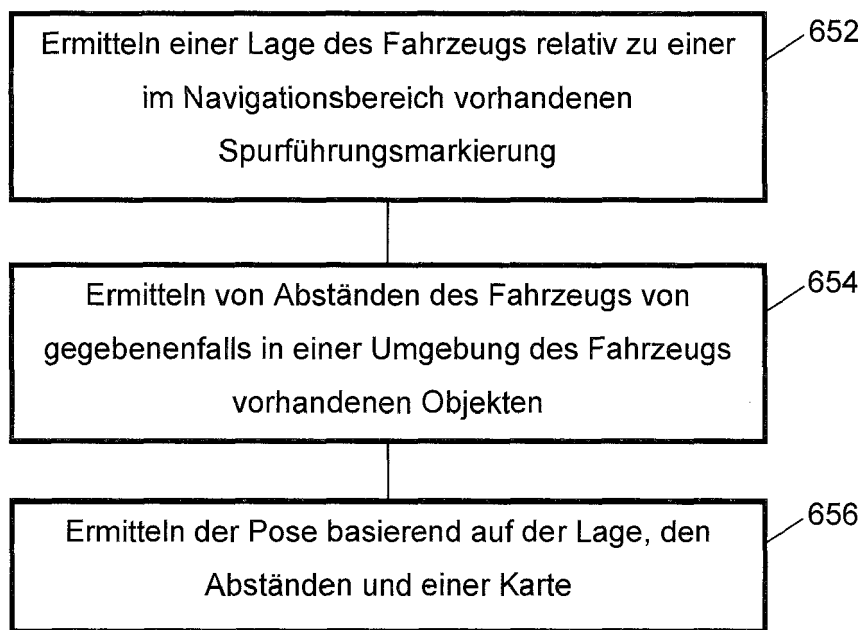 Ermitteln einer Lage des Fahrzeugs relativ zu einer
im Navigationsbereich vorhandenen
Spurführungsmarkierung
652
Ermitteln von Abständen des Fahrzeugs von
gegebenenfalls in einer Umgebung des Fahrzeugs
vorhandenen Objekten
654
Ermitteln der Pose basierend auf der Lage, den
Abständen und einer Karte
656